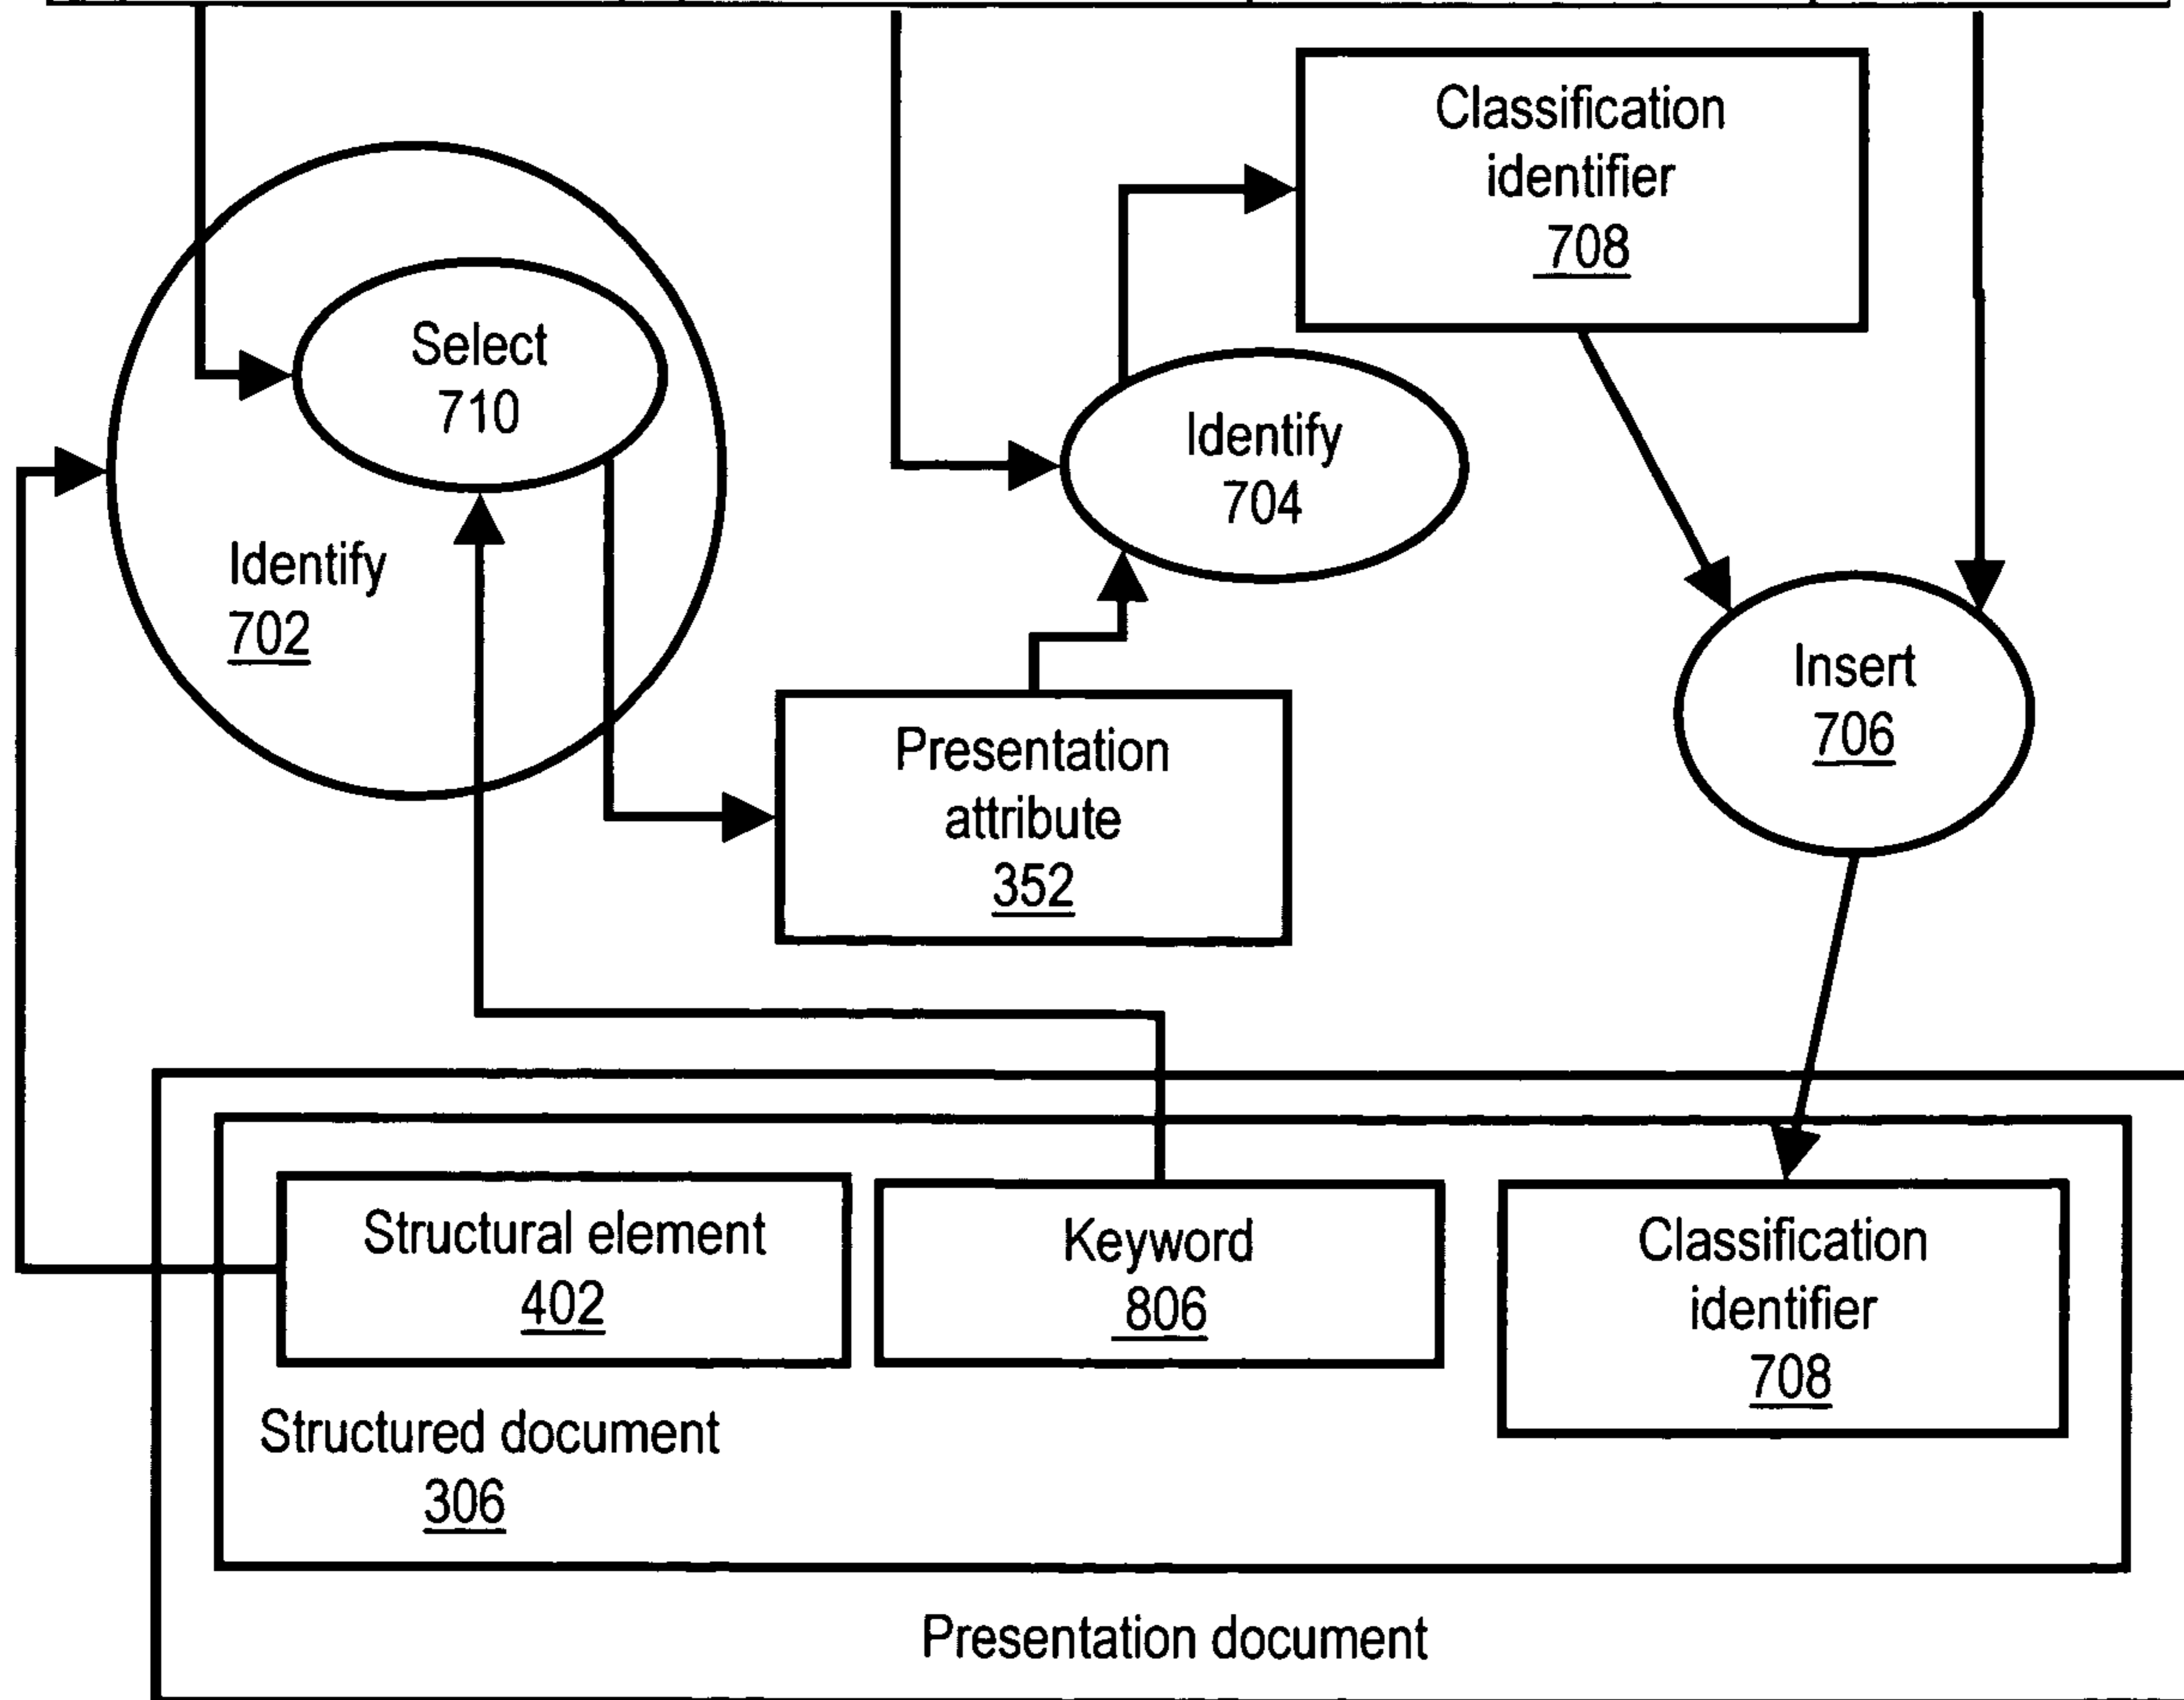 Classification
identifier
708
Select
710
Identify
704
Identify
702
Insert
706
Presentation
attribute
352
Structural element
402
Keyword
806
Classification
identifier
708
Structured document
306
Presentation document